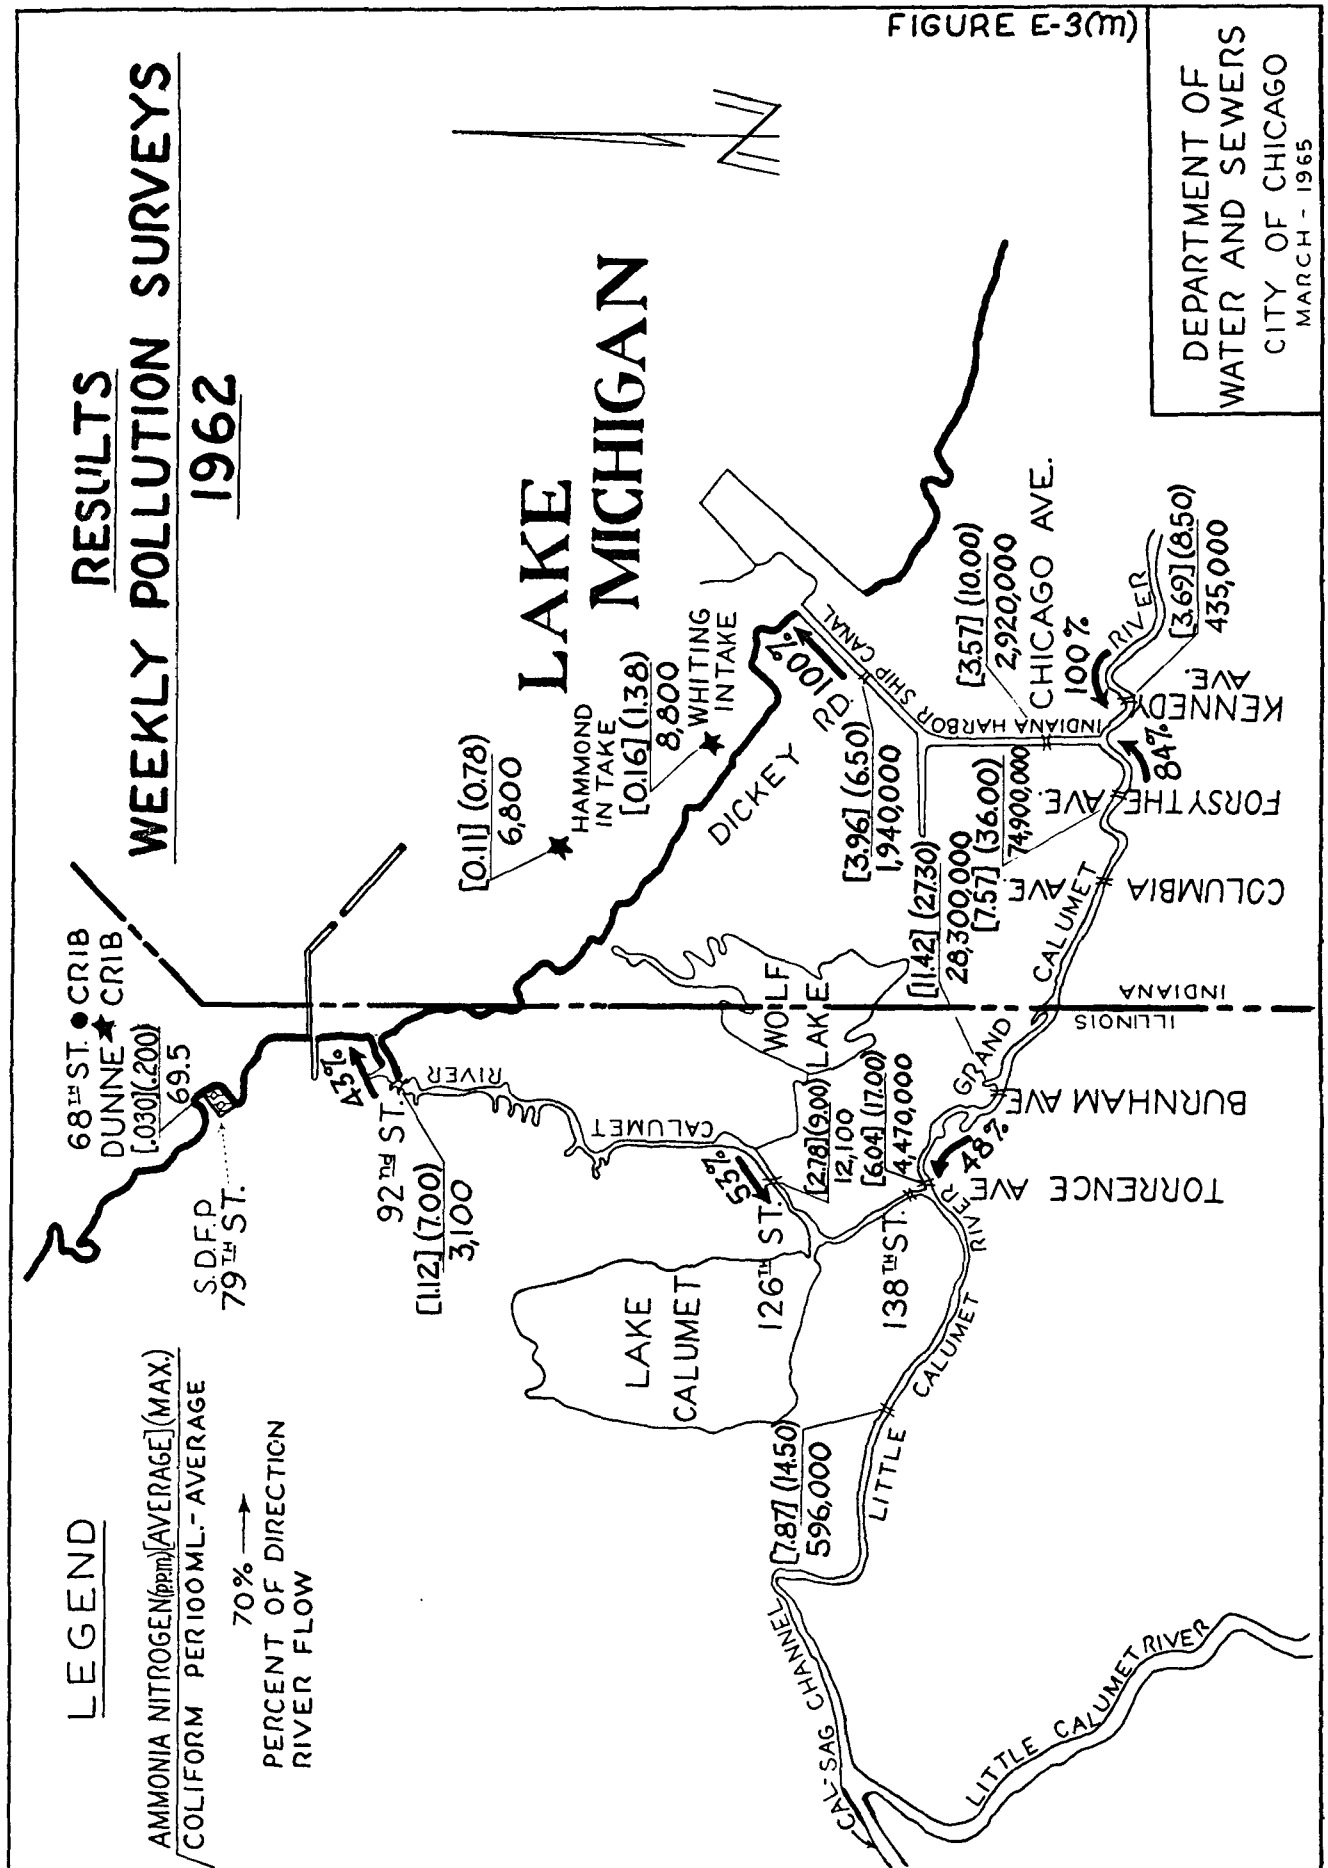 FIGURE E-3(m)
RESULTS
WEEKLY POLLUTION SURVEYS
1962
LEGEND
AMMONIA NITROGEN(ppm)[AVERAGE](MAX.)
COLIFORM PER 100 ML.-AVERAGE
70%
PERCENT OF DIRECTION
RIVER FLOW
68TH ST. CRIB
DUNNE CRIB
[.030](.200)
69.5
S.D.F.P.
79TH ST.
43%
92ND ST.
[1.12] (7.00)
3,100
CALUMET RIVER
LAKE
MICHIGAN
[0.11] (0.78)
6,800
HAMMOND
INTAKE
[0.16] (1.38)
8,800
WHITING
INTAKE
DICKEY RD.
100%
INDIANA HARBOR SHIP CANAL
[3.96] (6.50)
1,940,000
[3.57] (10.00)
2,920,000
CHICAGO AVE.
100%
RIVER
[3.69] (8.50)
435,000
KENNEDY AVE.
84%
FORSYTHE AVE.
[7.57] (36.00)
74,900,000
COLUMBIA AVE
[11.42] (27.30)
28,300,000
GRAND CALUMET
INDIANA
ILLINOIS
WOLF
LAKE
BURNHAM AVE
TORRENCE AVE
48%
[6.04] (17.00)
4,470,000
[2.78] (9.00)
12,100
53%
126TH ST.
138TH ST.
LAKE
CALUMET
LITTLE CALUMET RIVER
[7.87] (14.50)
596,000
CAL-SAG CHANNEL
LITTLE CALUMET RIVER
DEPARTMENT OF
WATER AND SEWERS
CITY OF CHICAGO
MARCH - 1965
N